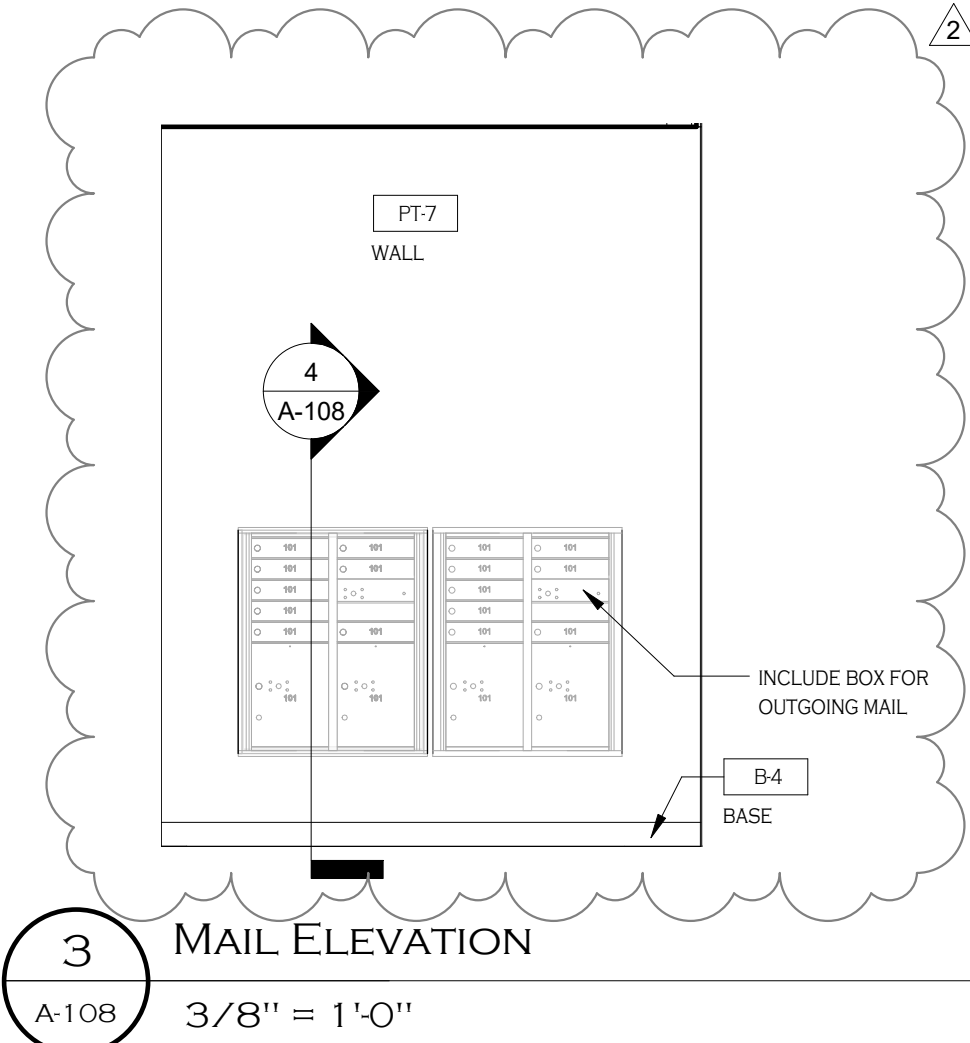 2
PT-7
WALL
4
A-108
101 101 101 101
101 101 101 101
101 101
101 101
101 101 101 101
101 101 101 101
INCLUDE BOX FOR
OUTGOING MAIL
B-4
BASE
3
MAIL ELEVATION
A-108
3/8" = 1'-0"